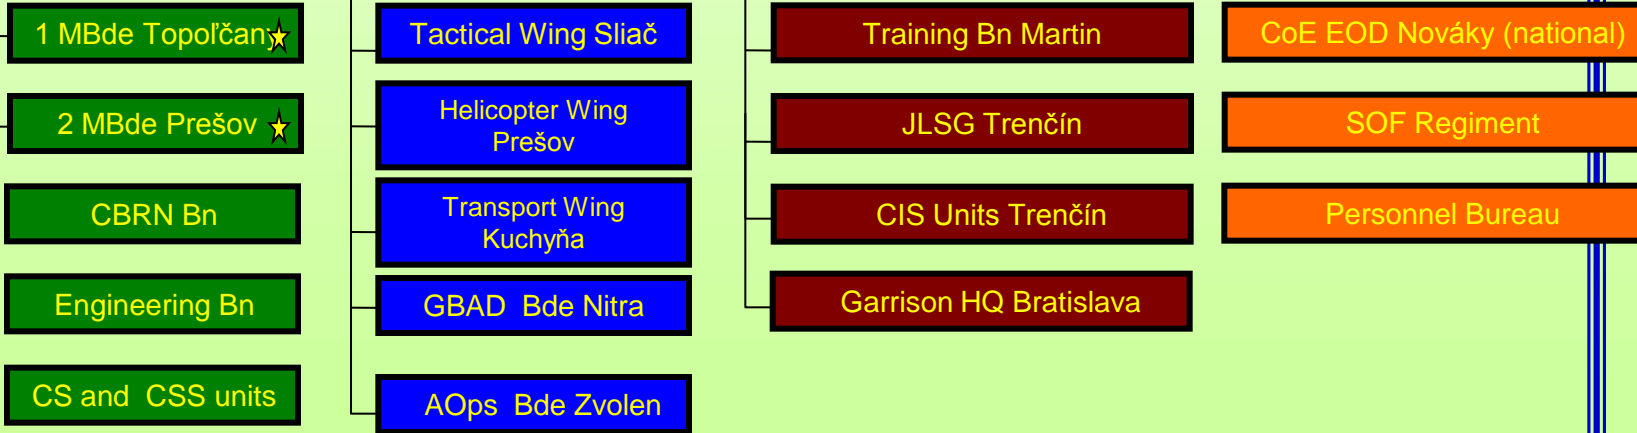 1 MBde Topoľčany
2 MBde Prešov
CBRN Bn
Engineering Bn
CS and CSS units
Tactical Wing Sliač
Helicopter Wing
Prešov
Transport Wing
Kuchyňa
GBAD Bde Nitra
AOps Bde Zvolen
Training Bn Martin
JLSG Trenčín
CIS Units Trenčín
Garrison HQ Bratislava
CoE EOD Nováky (national)
SOF Regiment
Personnel Bureau